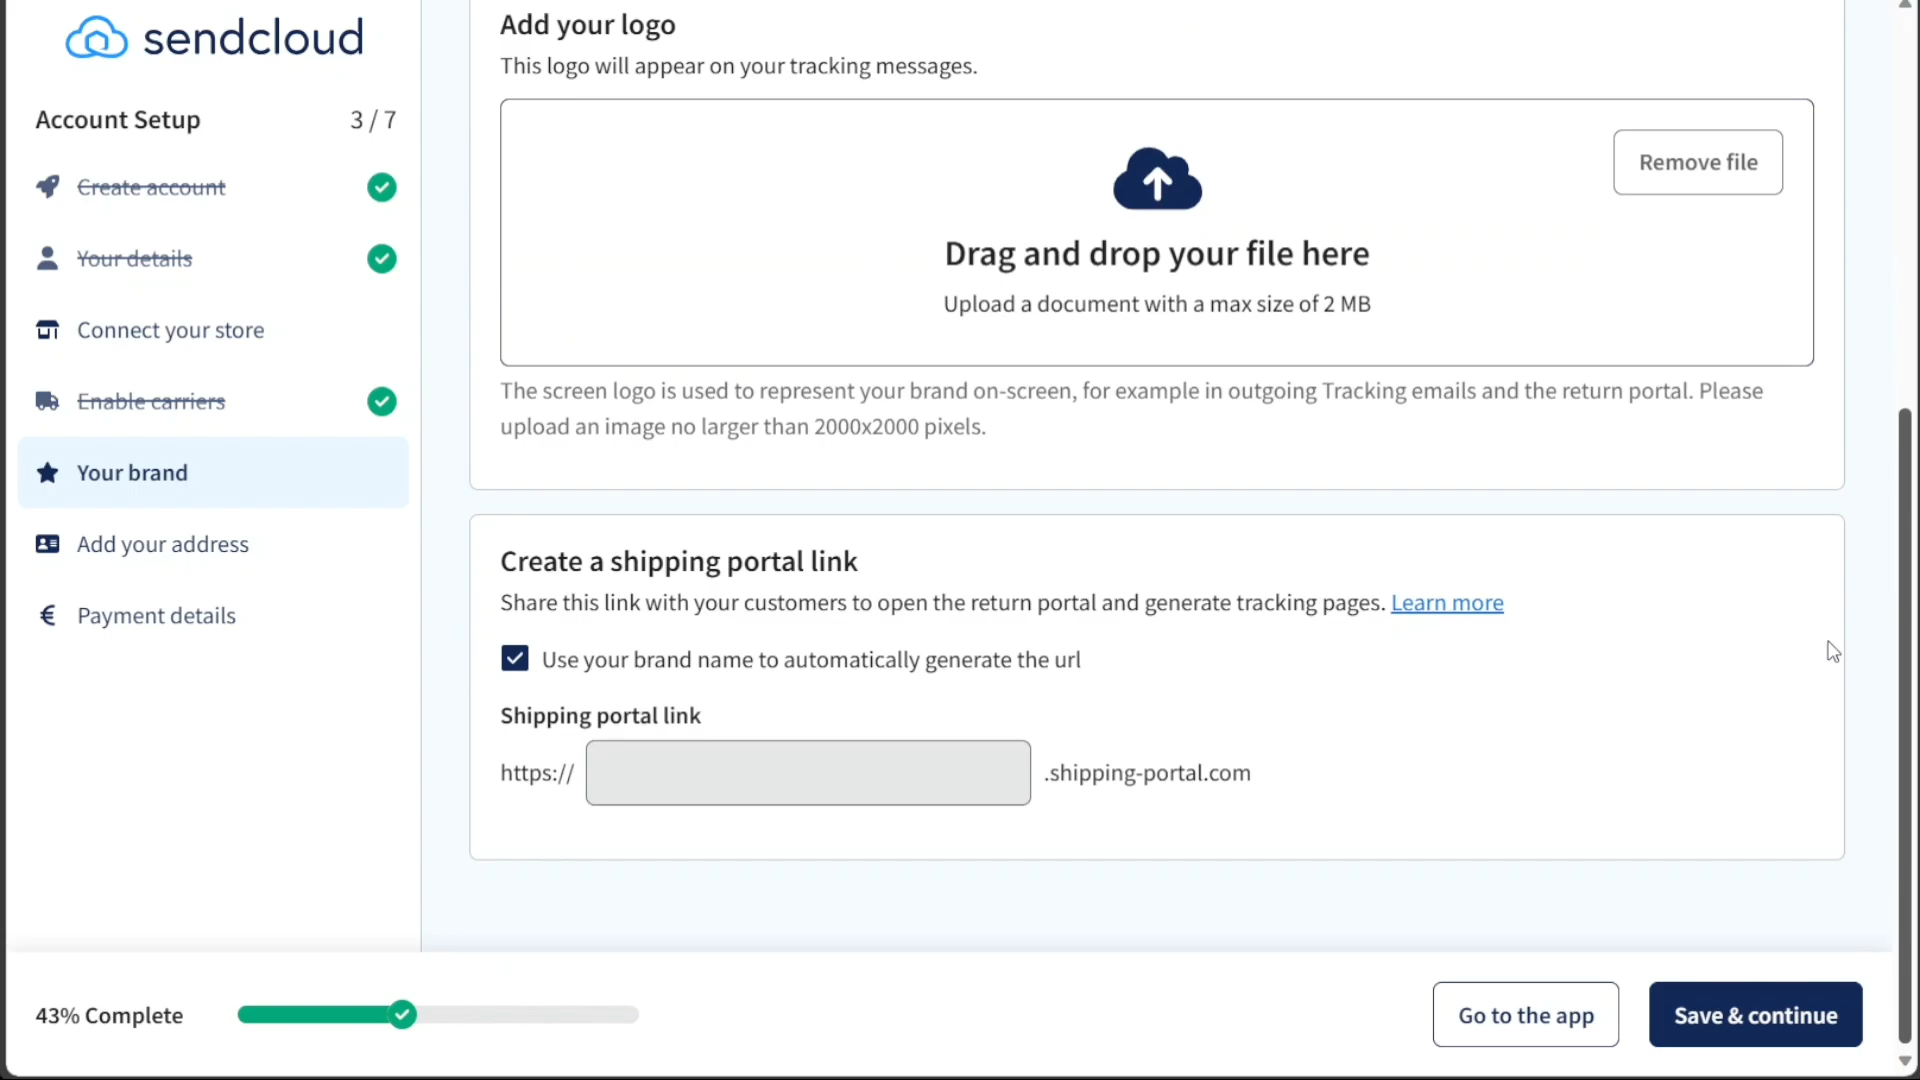 sendcloud
Account Setup
3 / 7
Create account
Your details
Connect your store
Enable carriers
Your brand
Add your address
Payment details
Add your logo
This logo will appear on your tracking messages.
Remove file
Drag and drop your file here
Upload a document with a max size of 2 MB
The screen logo is used to represent your brand on-screen, for example in outgoing Tracking emails and the return portal. Please
upload an image no larger than 2000x2000 pixels.
Create a shipping portal link
Share this link with your customers to open the return portal and generate tracking pages. Learn more
Use your brand name to automatically generate the url
Shipping portal link
https://
.shipping-portal.com
43% Complete
Go to the app
Save & continue